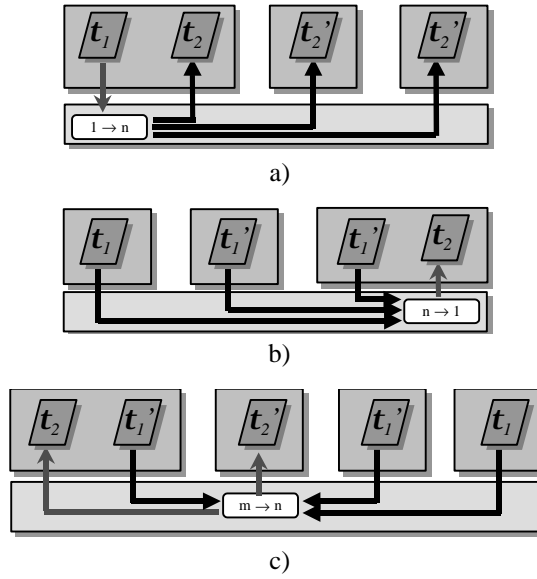 t1 t2 t2’ t2’
1 → n
a)
t1 t1’ t1’ t2
n → 1
b)
t2 t1’ t2’ t1’ t1
m → n
c)